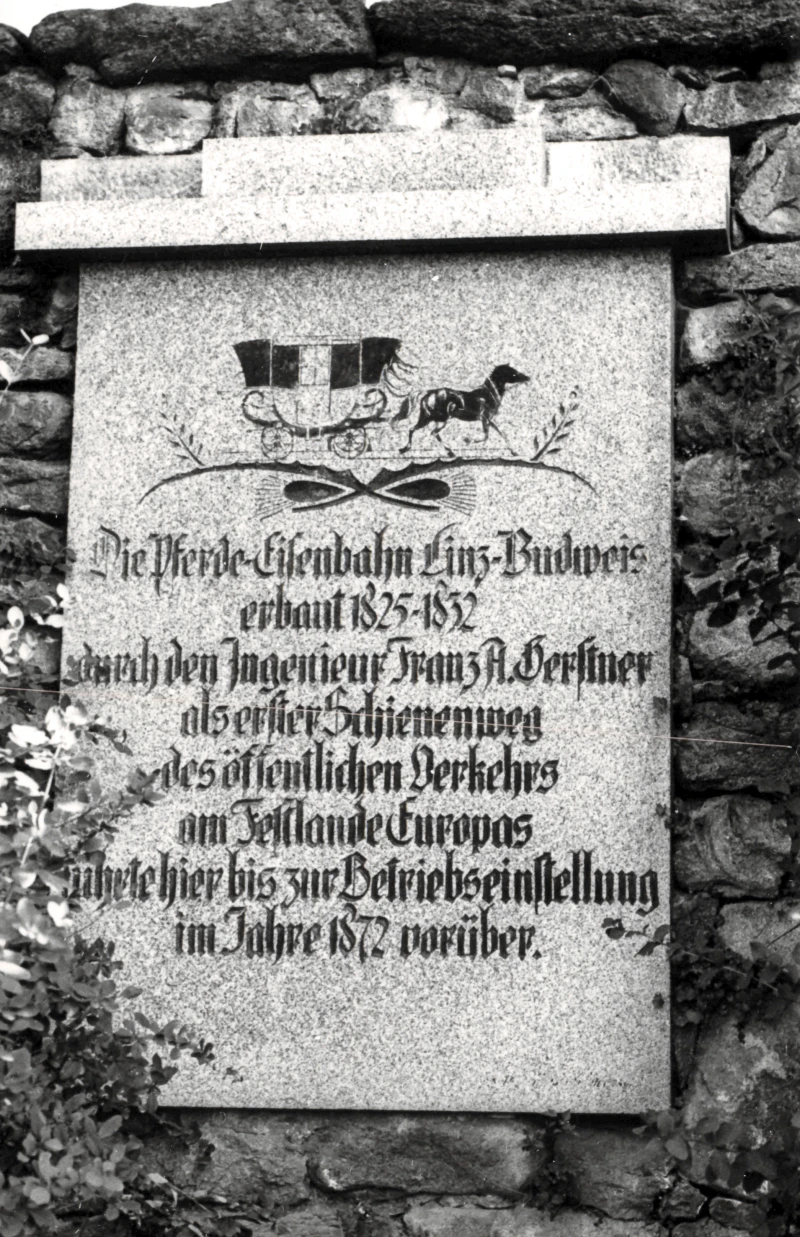 Die Pferde-Eisenbahn Linz-Budweis
erbaut 1825-1832
durch den Ingenieur Franz A. Gerstner
als erster Schienenweg
des öffentlichen Verkehrs
am Festlande Europas
führte hier bis zur Betriebseinstellung
im Jahre 1872 vorüber.